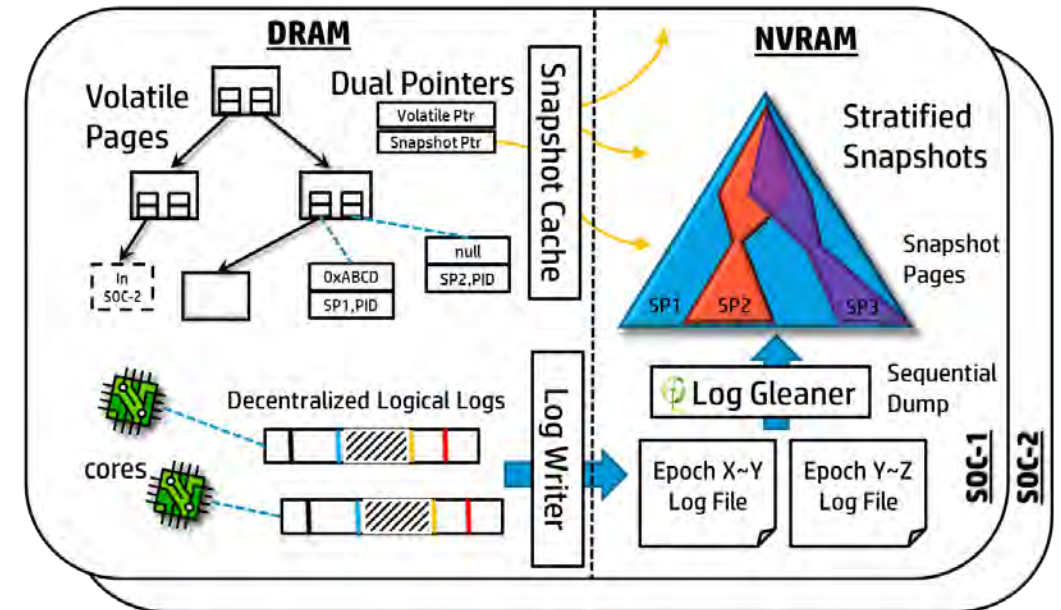 DRAM
NVRAM
Volatile
Pages
Dual Pointers
Volatile Ptr
Snapshot Ptr
Snapshot Cache
Stratified
Snapshots
Snapshot
Pages
In
SOC-2
0xABCD
SP1,PID
null
SP2,PID
SP1
SP2
SP3
Decentralized Logical Logs
cores
Log Writer
Log Gleaner
Sequential
Dump
Epoch X~Y
Log File
Epoch Y~Z
Log File
SOC-1
SOC-2